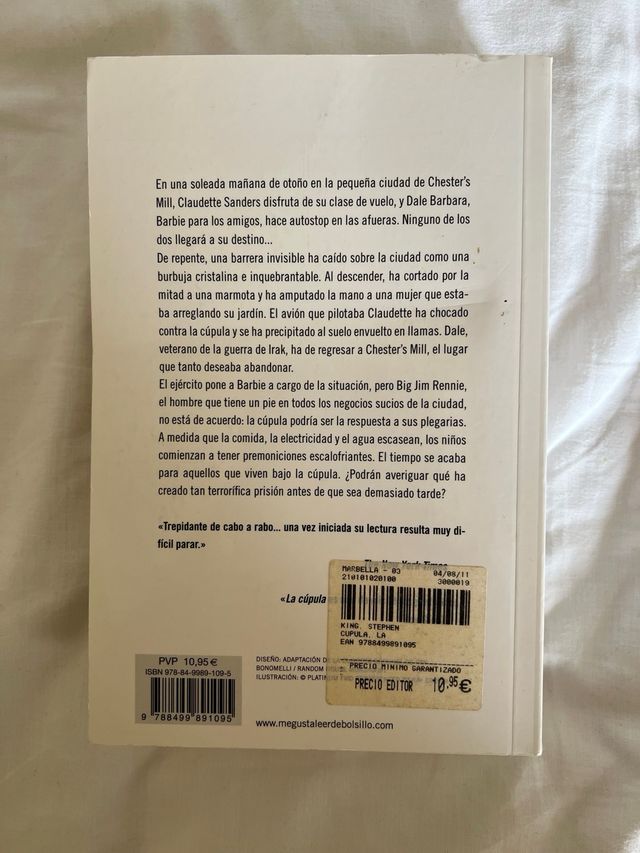 En una soleada mañana de otoño en la pequeña ciudad de Chester's
Mill, Claudette Sanders disfruta de su clase de vuelo, y Dale Barbara,
Barbie para los amigos, hace autostop en las afueras. Ninguno de los
dos llegará a su destino...
De repente, una barrera invisible ha caído sobre la ciudad como una
burbuja cristalina e inquebrantable. Al descender, ha cortado por la
mitad a una marmota y ha amputado la mano a una mujer que esta-
ba arreglando su jardín. El avión que pilotaba Claudette ha chocado
contra la cúpula y se ha precipitado al suelo envuelto en llamas. Dale,
veterano de la guerra de Irak, ha de regresar a Chester's Mill, el lugar
que tanto deseaba abandonar.
El ejército pone a Barbie a cargo de la situación, pero Big Jim Rennie,
el hombre que tiene un pie en todos los negocios sucios de la ciudad,
no está de acuerdo: la cúpula podría ser la respuesta a sus plegarias.
A medida que la comida, la electricidad y el agua escasean, los niños
comienzan a tener premoniciones escalofriantes. El tiempo se acaba
para aquellos que viven bajo la cúpula. ¿Podrán averiguar qué ha
creado tan terrorífica prisión antes de que sea demasiado tarde?
«Trepidante de cabo a rabo... una vez iniciada su lectura resulta muy di-
fícil parar.»
The New York Times
«La cúpula
MARBELLA - 03 04/08/11
210101020100 3000019
KING, STEPHEN
CUPULA, LA
EAN 9788499891095
PRECIO MINIMO GARANTIZADO
PRECIO EDITOR 10,95€
PVP 10,95 €
ISBN 978-84-9989-109-5
9 788499 891095
DISEÑO: ADAPTACIÓN DE
BONOMELLI / RANDOM
ILUSTRACIÓN: © PLATIN
www.megustaleerdebolsillo.com